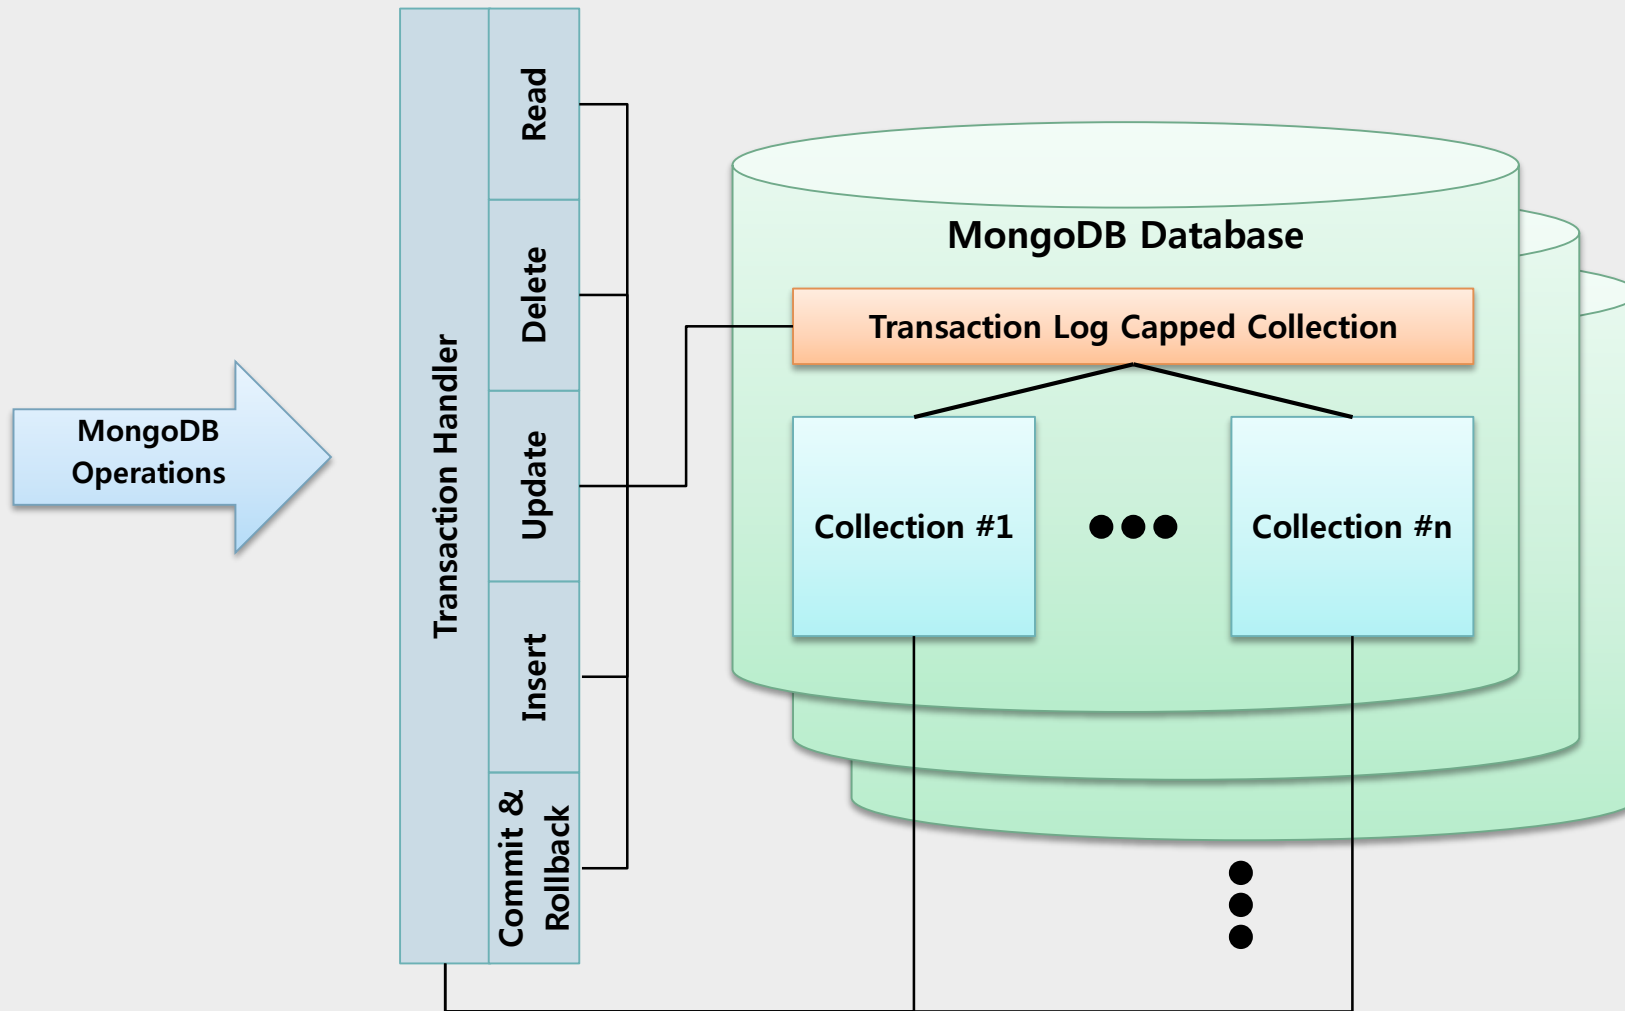 MongoDB
Operations
Transaction Handler
Read
Delete
Update
Insert
Commit &
Rollback
MongoDB Database
Transaction Log Capped Collection
Collection #1
Collection #n